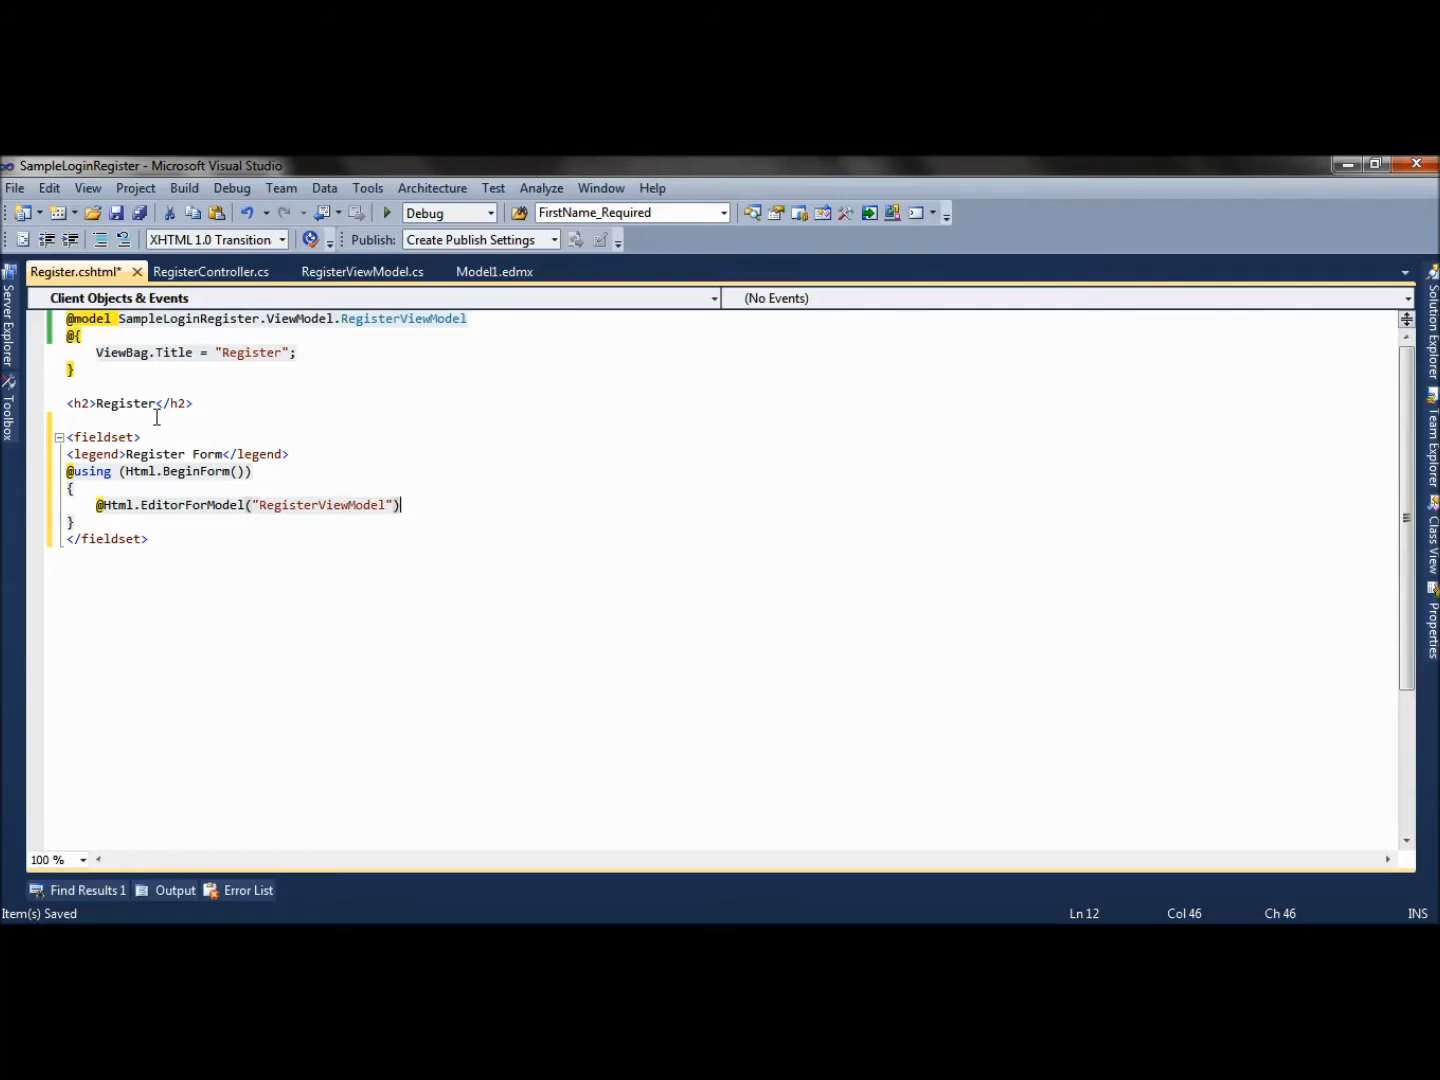 SampleLoginRegister - Microsoft Visual Studio
File Edit View Project Build Debug Team Data Tools Architecture Test Analyze Window Help
Debug FirstName_Required
XHTML 1.0 Transition Publish: Create Publish Settings
Register.cshtml* RegisterController.cs RegisterViewModel.cs Model1.edmx
Client Objects & Events (No Events)
@model SampleLoginRegister.ViewModel.RegisterViewModel
@{
ViewBag.Title = "Register";
}
<h2>Register</h2>
<fieldset>
<legend>Register Form</legend>
@using (Html.BeginForm())
{
@Html.EditorForModel("RegisterViewModel")
}
</fieldset>
100 %
Find Results 1 Output Error List
Item(s) Saved Ln 12 Col 46 Ch 46 INS
Server Explorer
Toolbox
Solution Explorer
Team Explorer
Class View
Properties